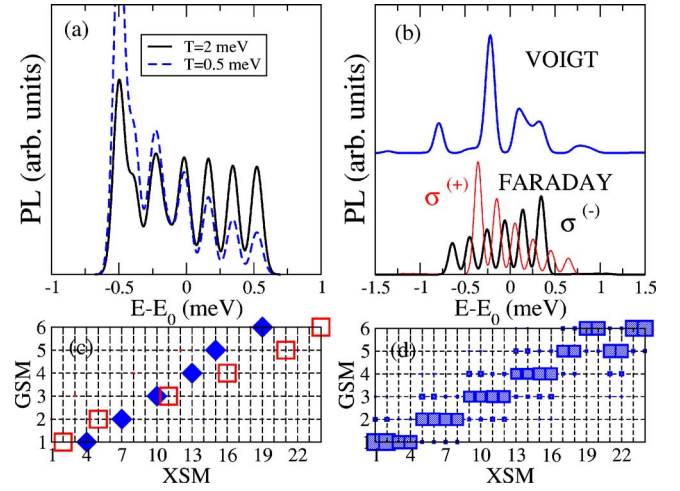 (a)
T=2 meV
T=0.5 meV
PL (arb. units)
-1 -0.5 0 0.5 1
E-E0 (meV)
(b)
VOIGT
FARADAY
σ(+)
σ(-)
PL (arb. units)
-1.5 -1 -0.5 0 0.5 1 1.5
E-E0 (meV)
(c)
GSM
6
5
4
3
2
1
1 4 7 10 13 16 19 22
XSM
(d)
GSM
6
5
4
3
2
1
1 4 7 10 13 16 19 22
XSM